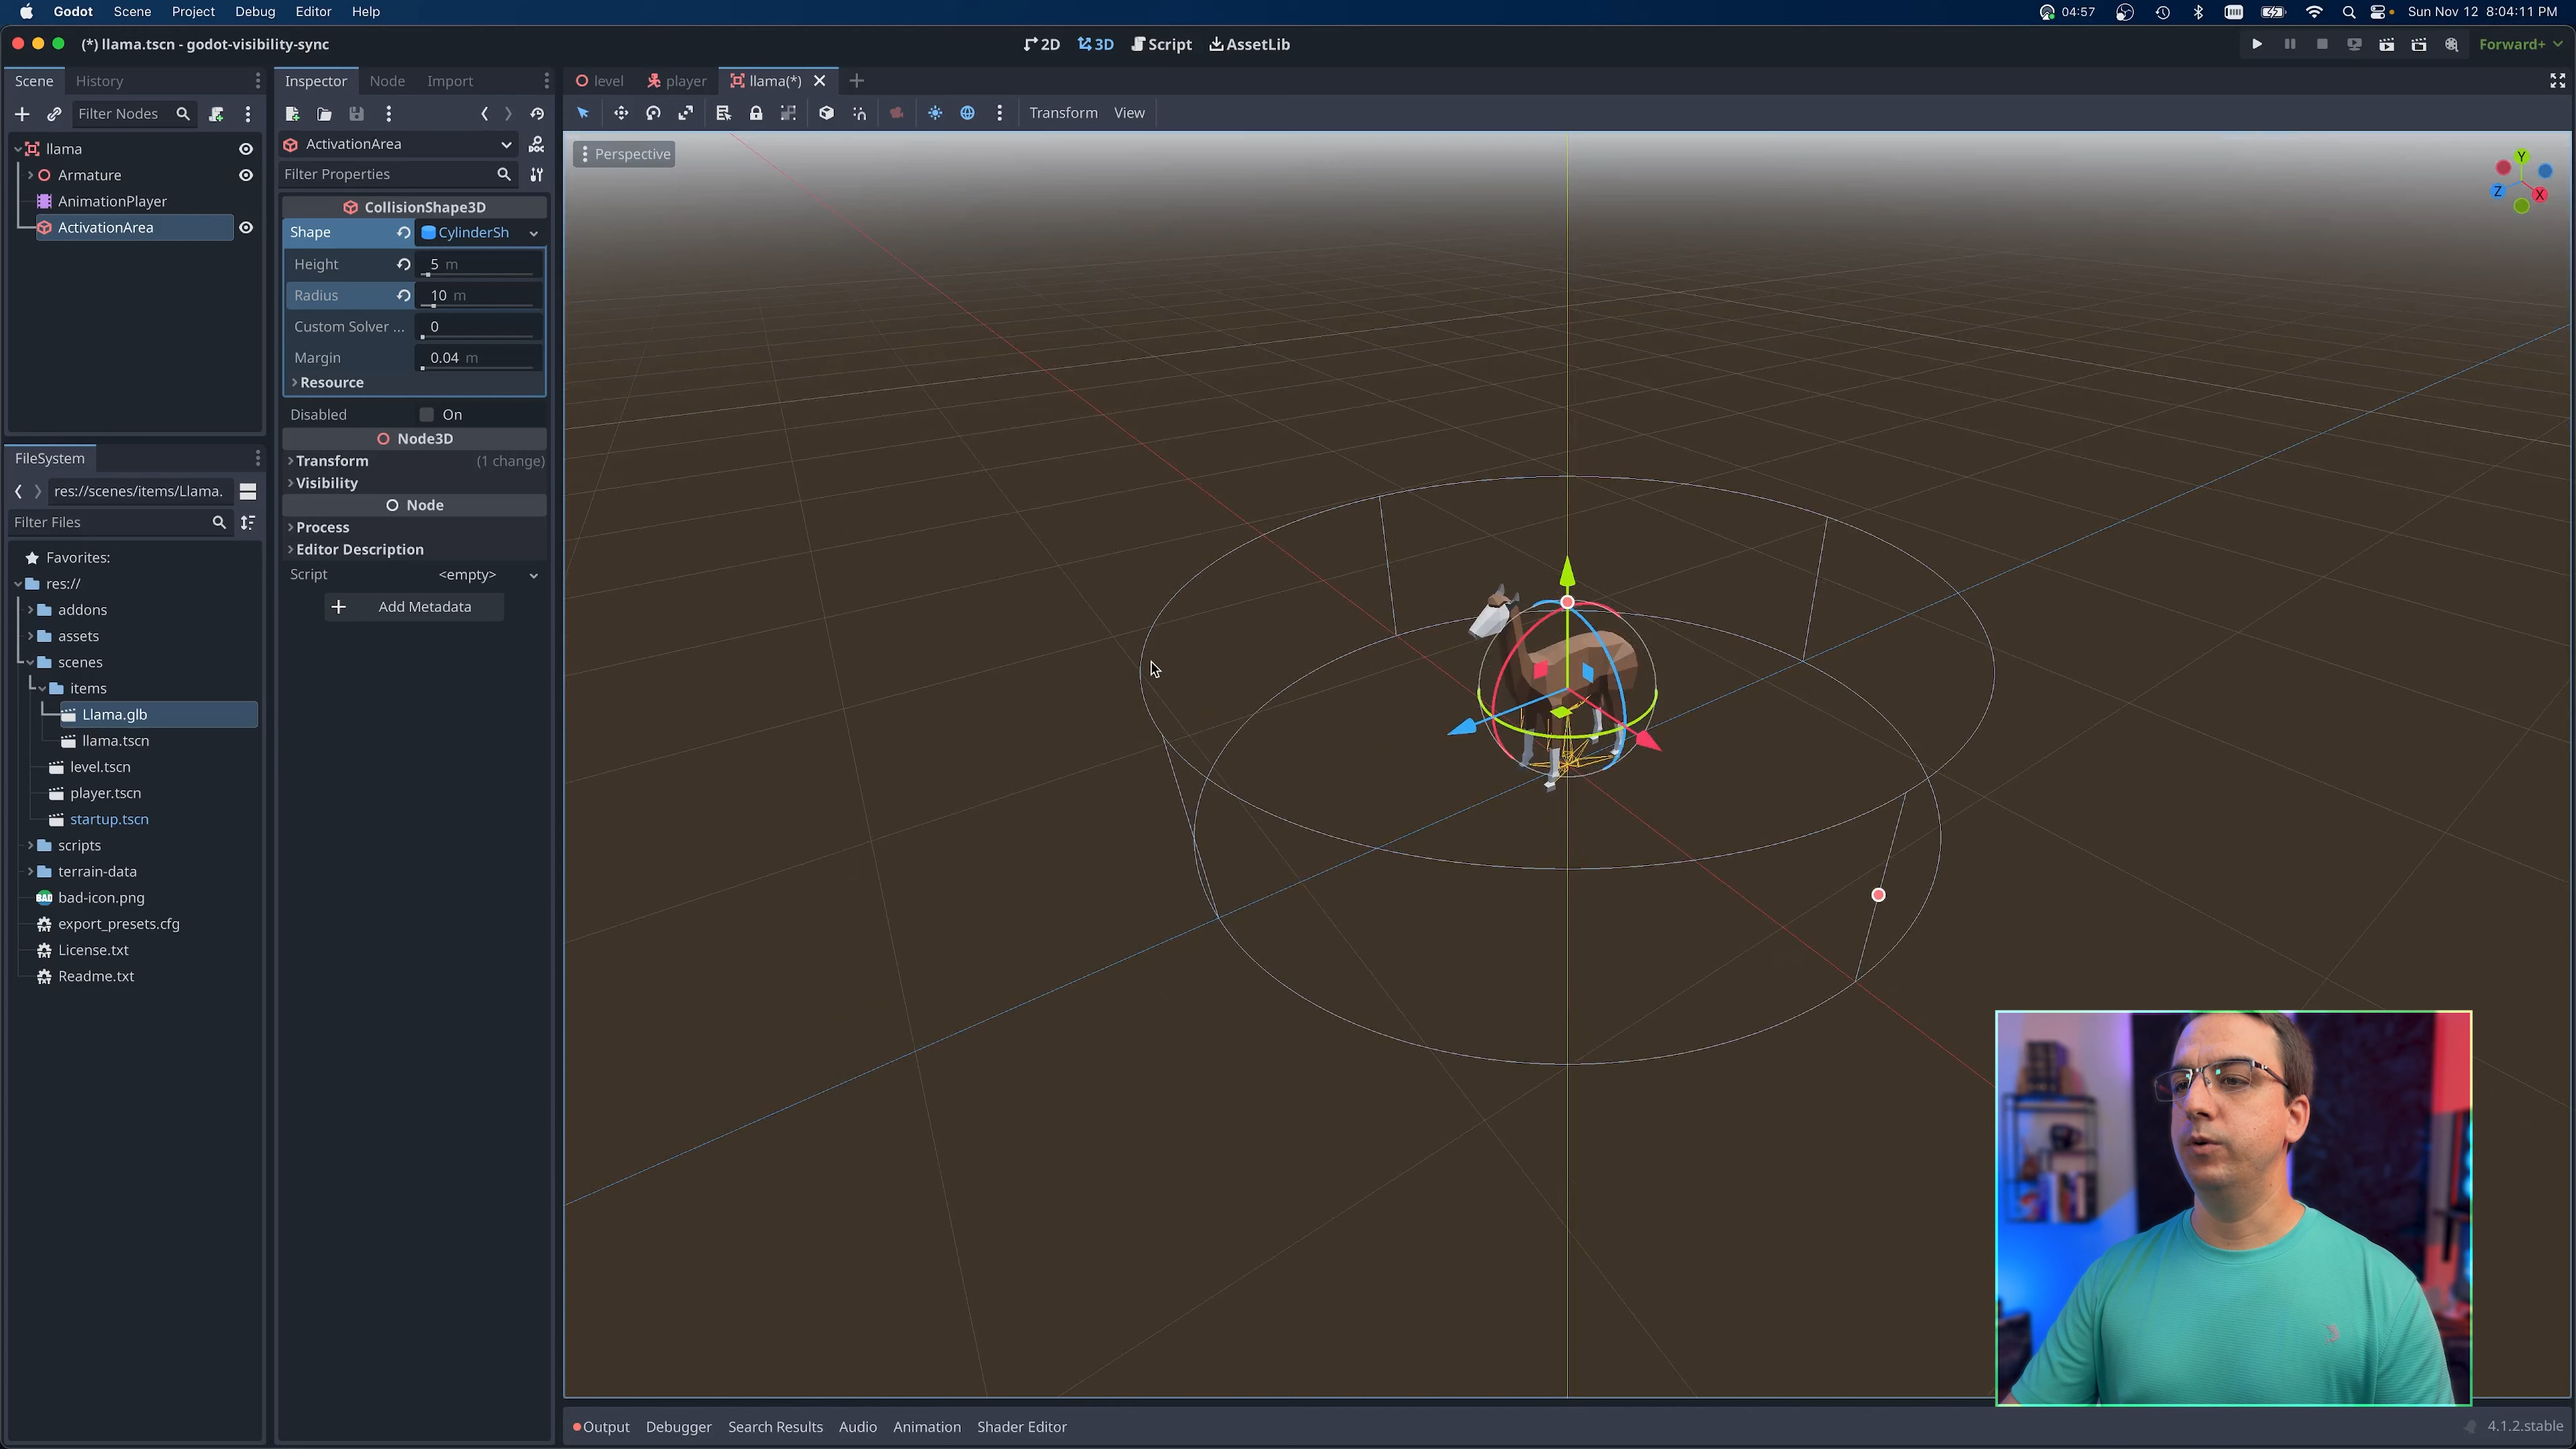 Godot Scene Project Debug Editor Help
04:57 Sun Nov 12 8:04:11 PM
(*) llama.tscn - godot-visibility-sync
2D 3D Script AssetLib
Forward+
Scene History
Filter Nodes
llama
Armature
AnimationPlayer
ActivationArea
FileSystem
res://scenes/items/Llama.
Filter Files
Favorites:
res://
addons
assets
scenes
items
Llama.glb
llama.tscn
level.tscn
player.tscn
startup.tscn
scripts
terrain-data
BAD bad-icon.png
export_presets.cfg
License.txt
Readme.txt
Inspector Node Import
ActivationArea
DOC
Filter Properties
CollisionShape3D
Shape CylinderSh
Height 5 m
Radius 10 m
Custom Solver ... 0
Margin 0.04 m
Resource
Disabled On
Node3D
Transform (1 change)
Visibility
Node
Process
Editor Description
Script <empty>
Add Metadata
level player llama(*)
Transform View
Perspective
Y
Z
X
Output Debugger Search Results Audio Animation Shader Editor
4.1.2.stable